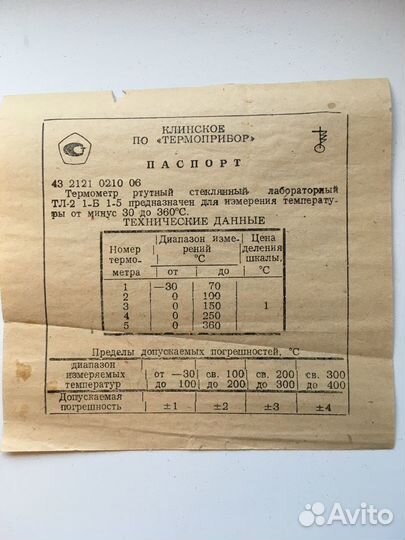 КЛИНСКОЕ
ПО «ТЕРМОПРИБОР»
ПАСПОРТ
43 2121 0210 06
Термометр ртутный стеклянный лабораторный
ТЛ-2 1-Б 1-5 предназначен для измерения температу-
ры от минус 30 до 360°С.
ТЕХНИЧЕСКИЕ ДАННЫЕ
Номер термо-метра Диапазон изме-рений °С Цена деления шкалы, °С
от до
1 —30 70
2 0 100
3 0 150 1
4 0 250
5 0 360
Пределы допускаемых погрешностей, °С
диапазон измеряемых температур от —30 до 100 св. 100 до 200 св. 200 до 300 св. 300 до 400
Допускаемая погрешность ±1 ±2 ±3 ±4
Avito